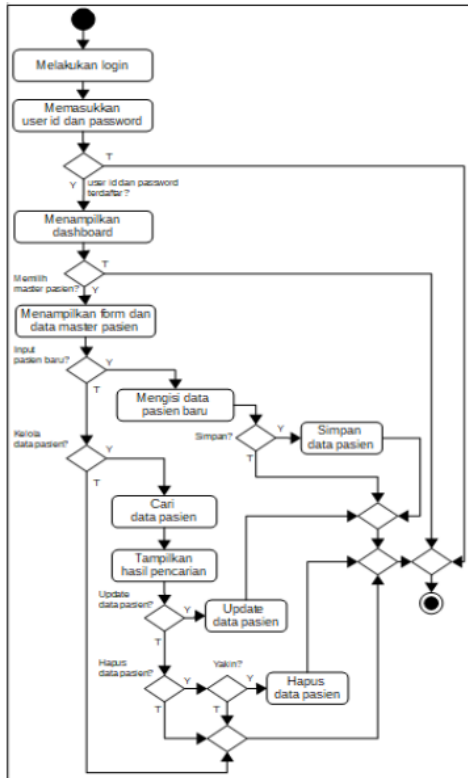 Melakukan login
Memasukkan
user id dan password
T
Y
user id dan password
terdafter?
Menampilkan
dashboard
T
Memilih
master pasien?
Y
Menampilkan form dan
data master pasien
Input
pasien baru?
Y
T
Mengisi data
pasien baru
Simpan?
Y
T
Simpan
data pasien
Kelola
data pasien?
Y
T
Cari
data pasien
Tampilkan
hasil pencarian
Update
data pasien?
Y
T
Update
data pasien
Hapus
data pasien?
Y
T
Yakin?
Y
T
Hapus
data pasien